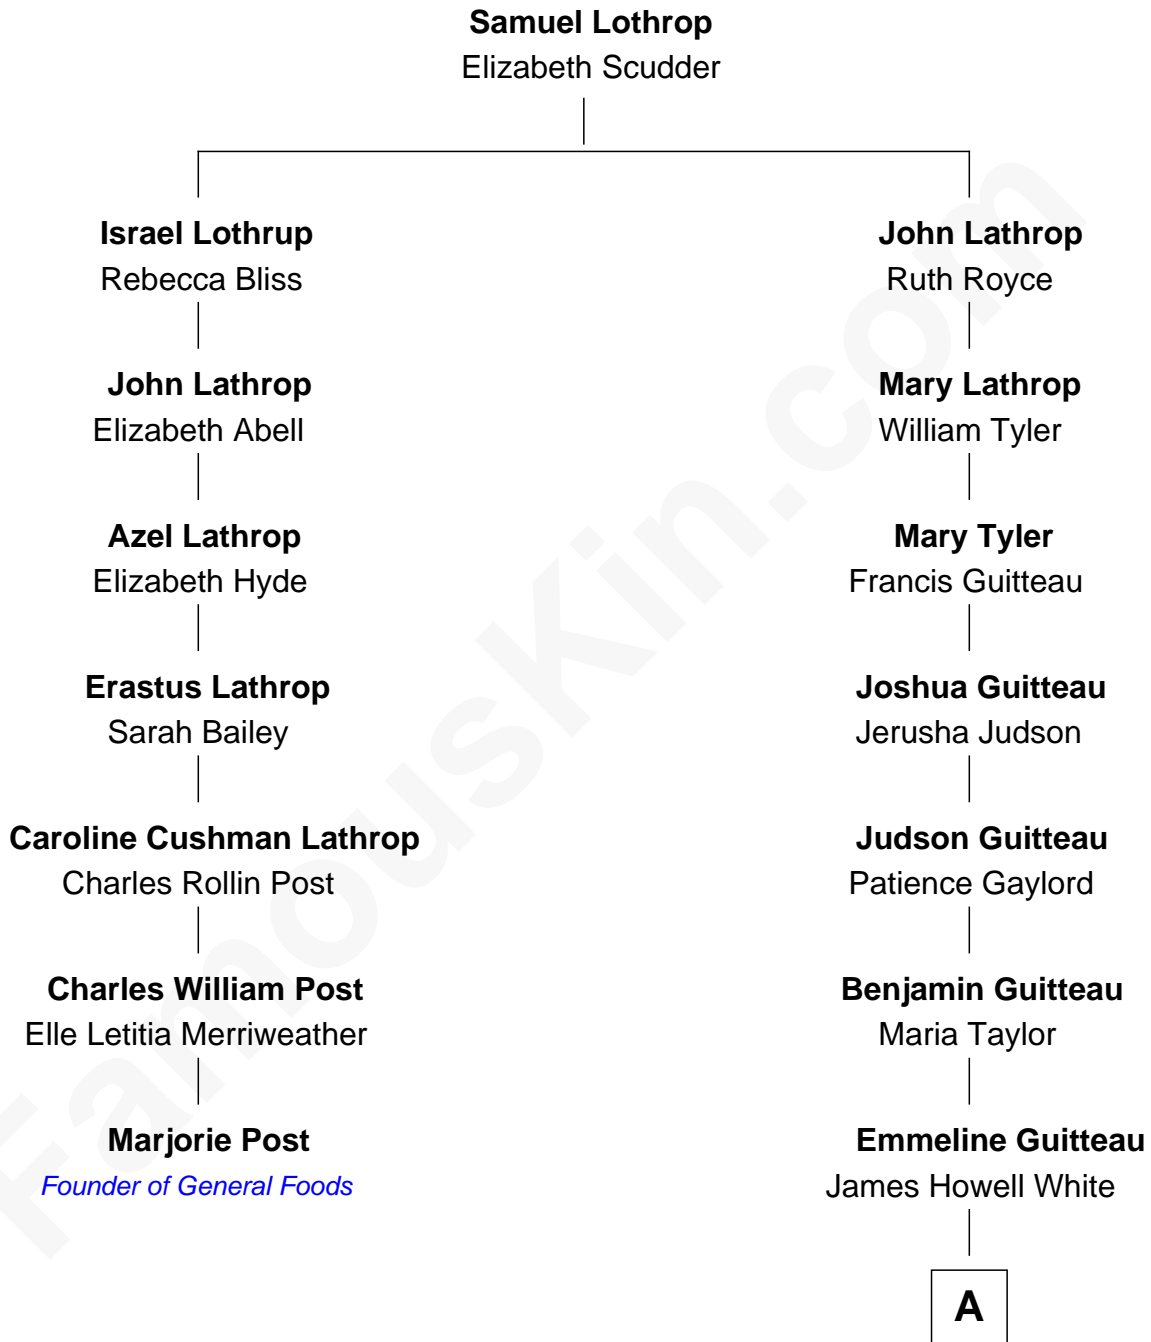 Samuel Lothrop
Elizabeth Scudder
Israel Lothrup
Rebecca Bliss
John Lathrop
Ruth Royce
John Lathrop
Elizabeth Abell
Mary Lathrop
William Tyler
Azel Lathrop
Elizabeth Hyde
Mary Tyler
Francis Guitteau
Erastus Lathrop
Sarah Bailey
Joshua Guitteau
Jerusha Judson
Caroline Cushman Lathrop
Charles Rollin Post
Judson Guitteau
Patience Gaylord
Charles William Post
Elle Letitia Merriweather
Benjamin Guitteau
Maria Taylor
Marjorie Post
Founder of General Foods
Emmeline Guitteau
James Howell White
A
FamousKin.com